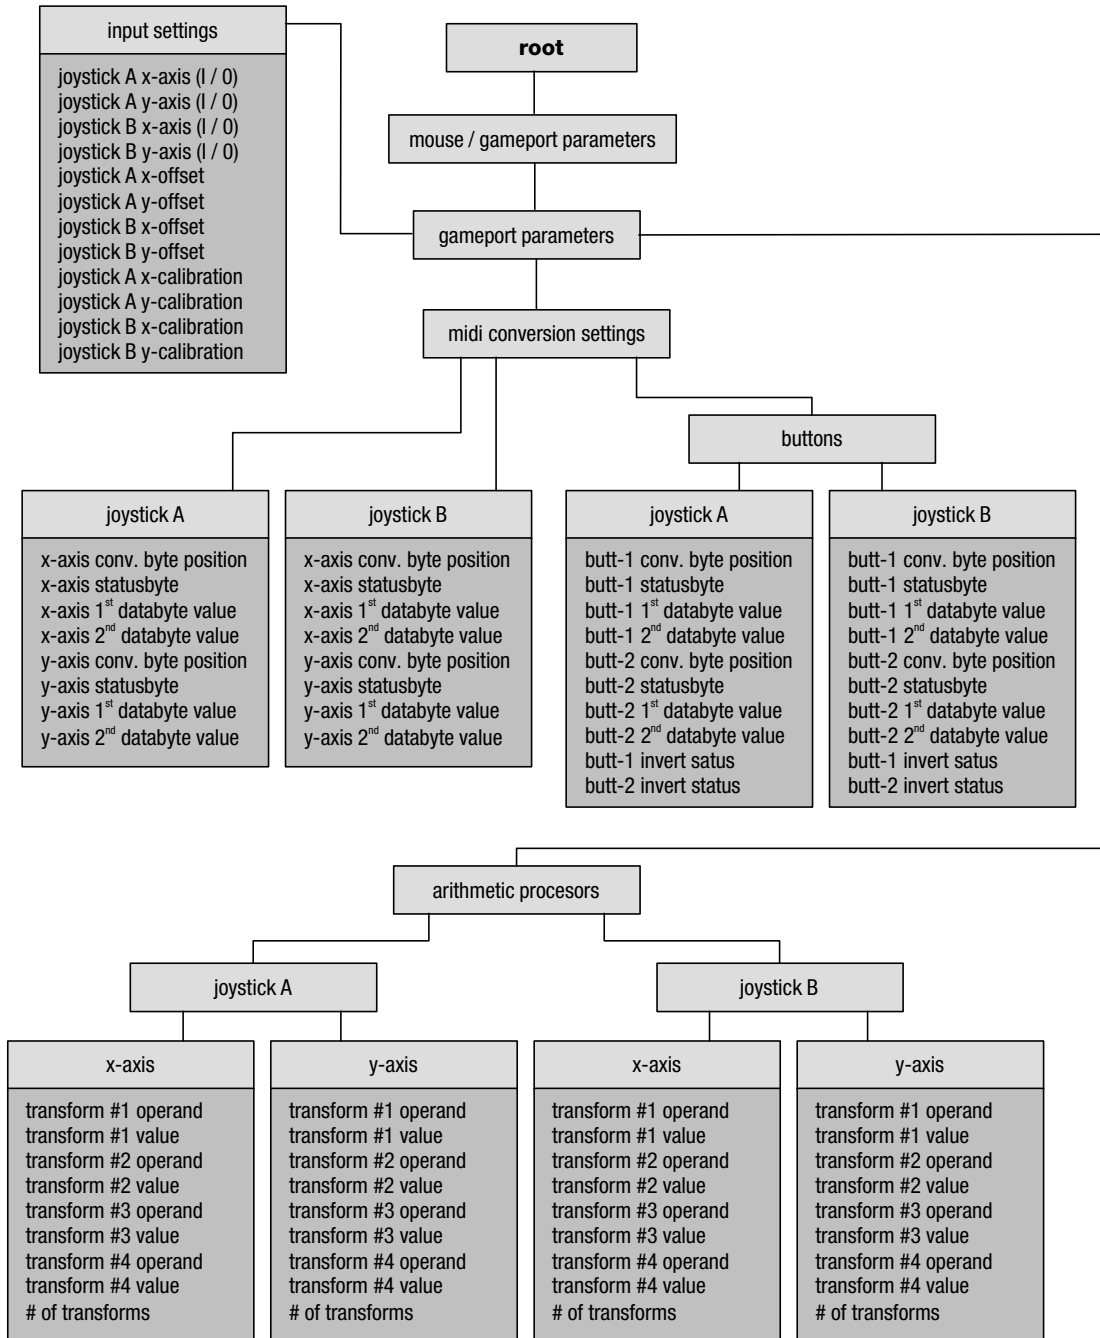 input settings
joystick A x-axis (I / 0)
joystick A y-axis (I / 0)
joystick B x-axis (I / 0)
joystick B y-axis (I / 0)
joystick A x-offset
joystick A y-offset
joystick B x-offset
joystick B y-offset
joystick A x-calibration
joystick A y-calibration
joystick B x-calibration
joystick B y-calibration
root
mouse / gameport parameters
gameport parameters
midi conversion settings
buttons
joystick A
x-axis conv. byte position
x-axis statusbyte
x-axis 1st databyte value
x-axis 2nd databyte value
y-axis conv. byte position
y-axis statusbyte
y-axis 1st databyte value
y-axis 2nd databyte value
joystick B
x-axis conv. byte position
x-axis statusbyte
x-axis 1st databyte value
x-axis 2nd databyte value
y-axis conv. byte position
y-axis statusbyte
y-axis 1st databyte value
y-axis 2nd databyte value
joystick A
butt-1 conv. byte position
butt-1 statusbyte
butt-1 1st databyte value
butt-1 2nd databyte value
butt-2 conv. byte position
butt-2 statusbyte
butt-2 1st databyte value
butt-2 2nd databyte value
butt-1 invert satus
butt-2 invert status
joystick B
butt-1 conv. byte position
butt-1 statusbyte
butt-1 1st databyte value
butt-1 2nd databyte value
butt-2 conv. byte position
butt-2 statusbyte
butt-2 1st databyte value
butt-2 2nd databyte value
butt-1 invert satus
butt-2 invert status
arithmetic procesors
joystick A
joystick B
x-axis
transform #1 operand
transform #1 value
transform #2 operand
transform #2 value
transform #3 operand
transform #3 value
transform #4 operand
transform #4 value
# of transforms
y-axis
transform #1 operand
transform #1 value
transform #2 operand
transform #2 value
transform #3 operand
transform #3 value
transform #4 operand
transform #4 value
# of transforms
x-axis
transform #1 operand
transform #1 value
transform #2 operand
transform #2 value
transform #3 operand
transform #3 value
transform #4 operand
transform #4 value
# of transforms
y-axis
transform #1 operand
transform #1 value
transform #2 operand
transform #2 value
transform #3 operand
transform #3 value
transform #4 operand
transform #4 value
# of transforms